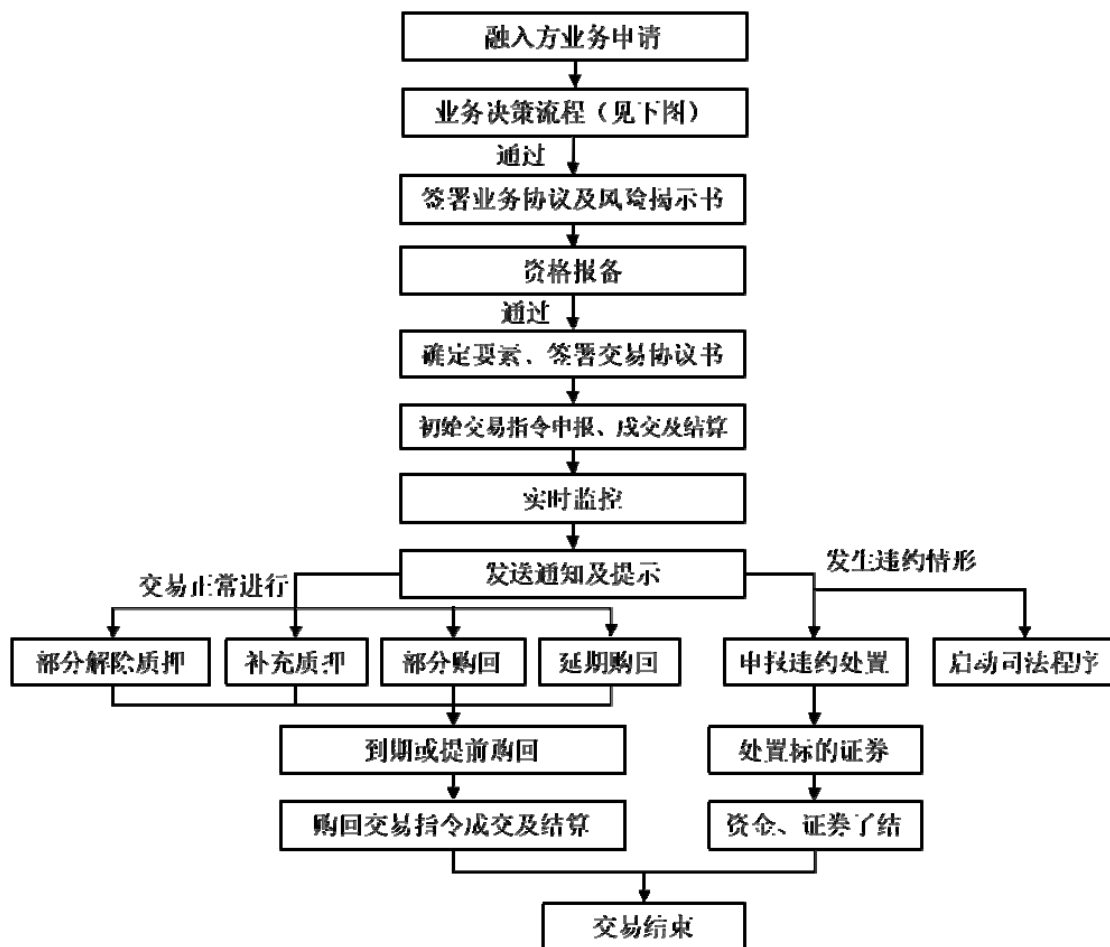 融入方业务申请
业务决策流程（见下图）
通过
签署业务协议及风险揭示书
资格报备
通过
确定要素、签署交易协议书
初始交易指令申报、成交及结算
实时监控
发送通知及提示
交易正常进行
发生违约情形
部分解除质押
补充质押
部分购回
延期购回
申报违约处置
启动司法程序
到期或提前购回
处置标的证券
购回交易指令成交及结算
资金、证券了结
交易结束